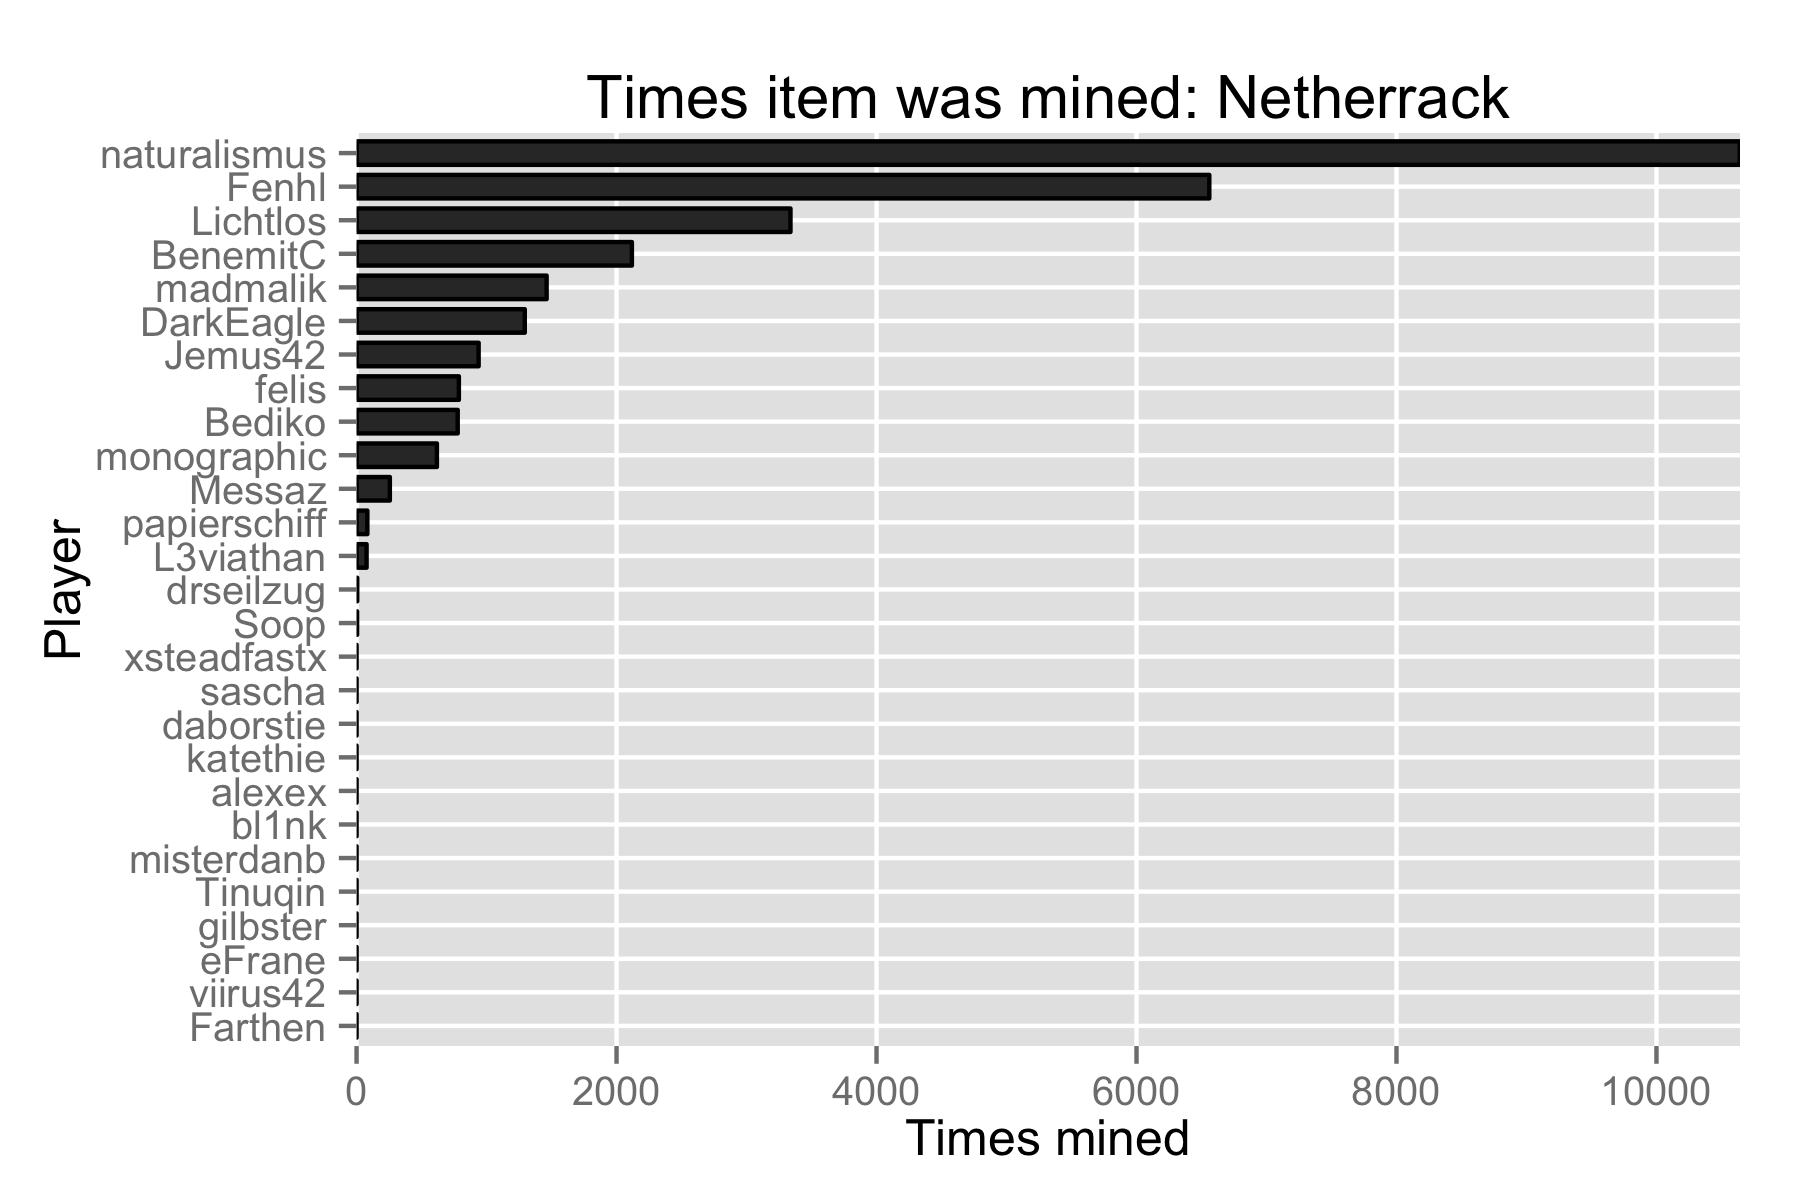 Times item was mined: Netherrack
naturalismus
Fenhl
Lichtlos
BenemitC
madmalik
DarkEagle
Jemus42
felis
Bediko
monographic
Messaz
papierschiff
L3viathan
drseilzug
Soop
xsteadfastx
sascha
daborstie
katethie
alexex
bl1nk
misterdanb
Tinuqin
gilbster
eFrane
viirus42
Farthen
Player
0 2000 4000 6000 8000 10000
Times mined